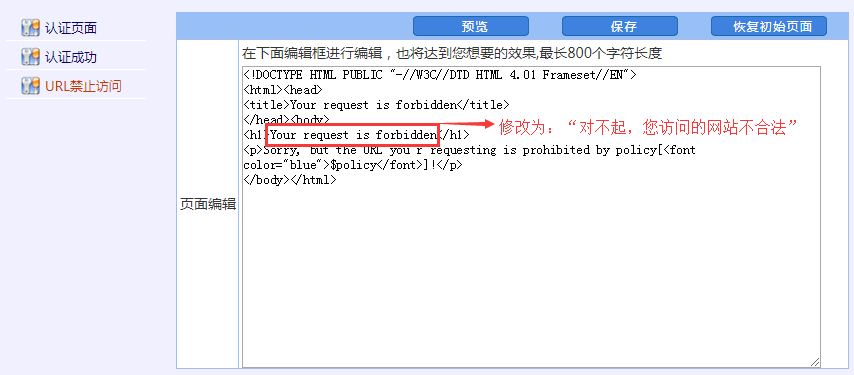 认证页面
认证成功
URL禁止访问
预览
保存
恢复初始页面
在下面编辑框进行编辑，也将达到您想要的效果,最长800个字符长度
页面编辑
<!DOCTYPE HTML PUBLIC "-//W3C//DTD HTML 4.01 Frameset//EN">
<html><head>
<title>Your request is forbidden</title>
</head><body>
<h1>Your request is forbidden</h1>
<p>Sorry, but the URL you'r requesting is prohibited by policy[<font
color="blue">$policy</font>]!</p>
</body></html>
修改为：“对不起，您访问的网站不合法”